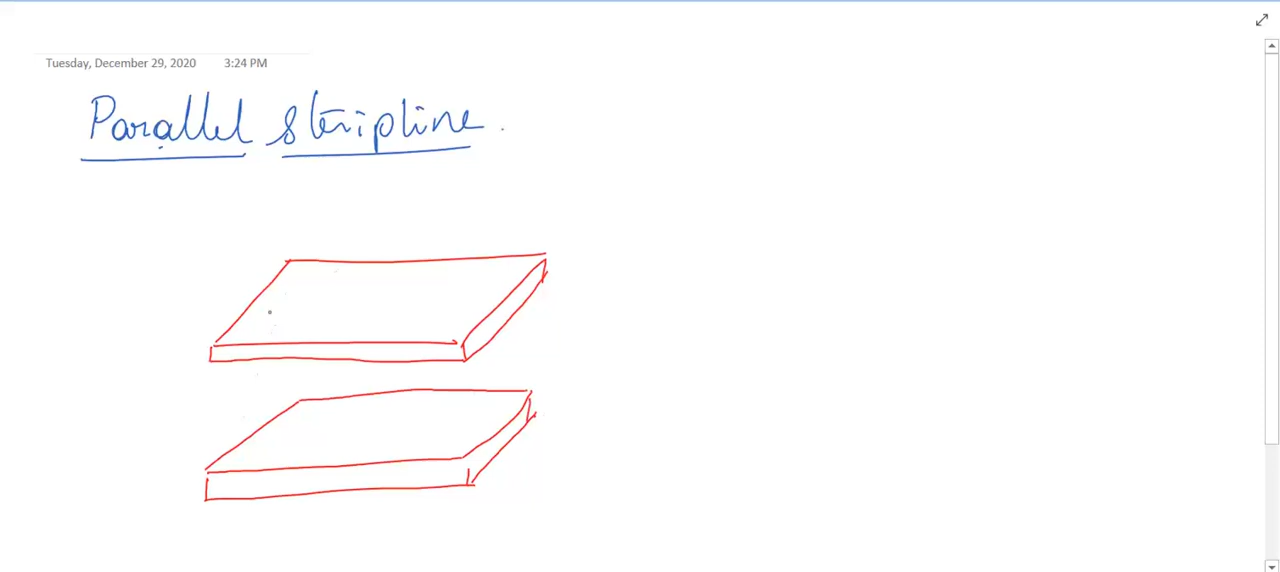 Tuesday, December 29, 2020 3:24 PM
Parallel stripline.